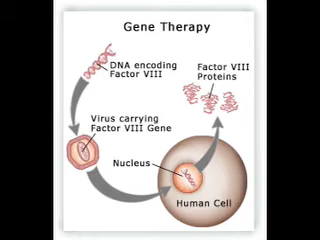 Gene Therapy
DNA encoding
Factor VIII
Factor VIII
Proteins
Virus carrying
Factor VIII Gene
Nucleus
Human Cell